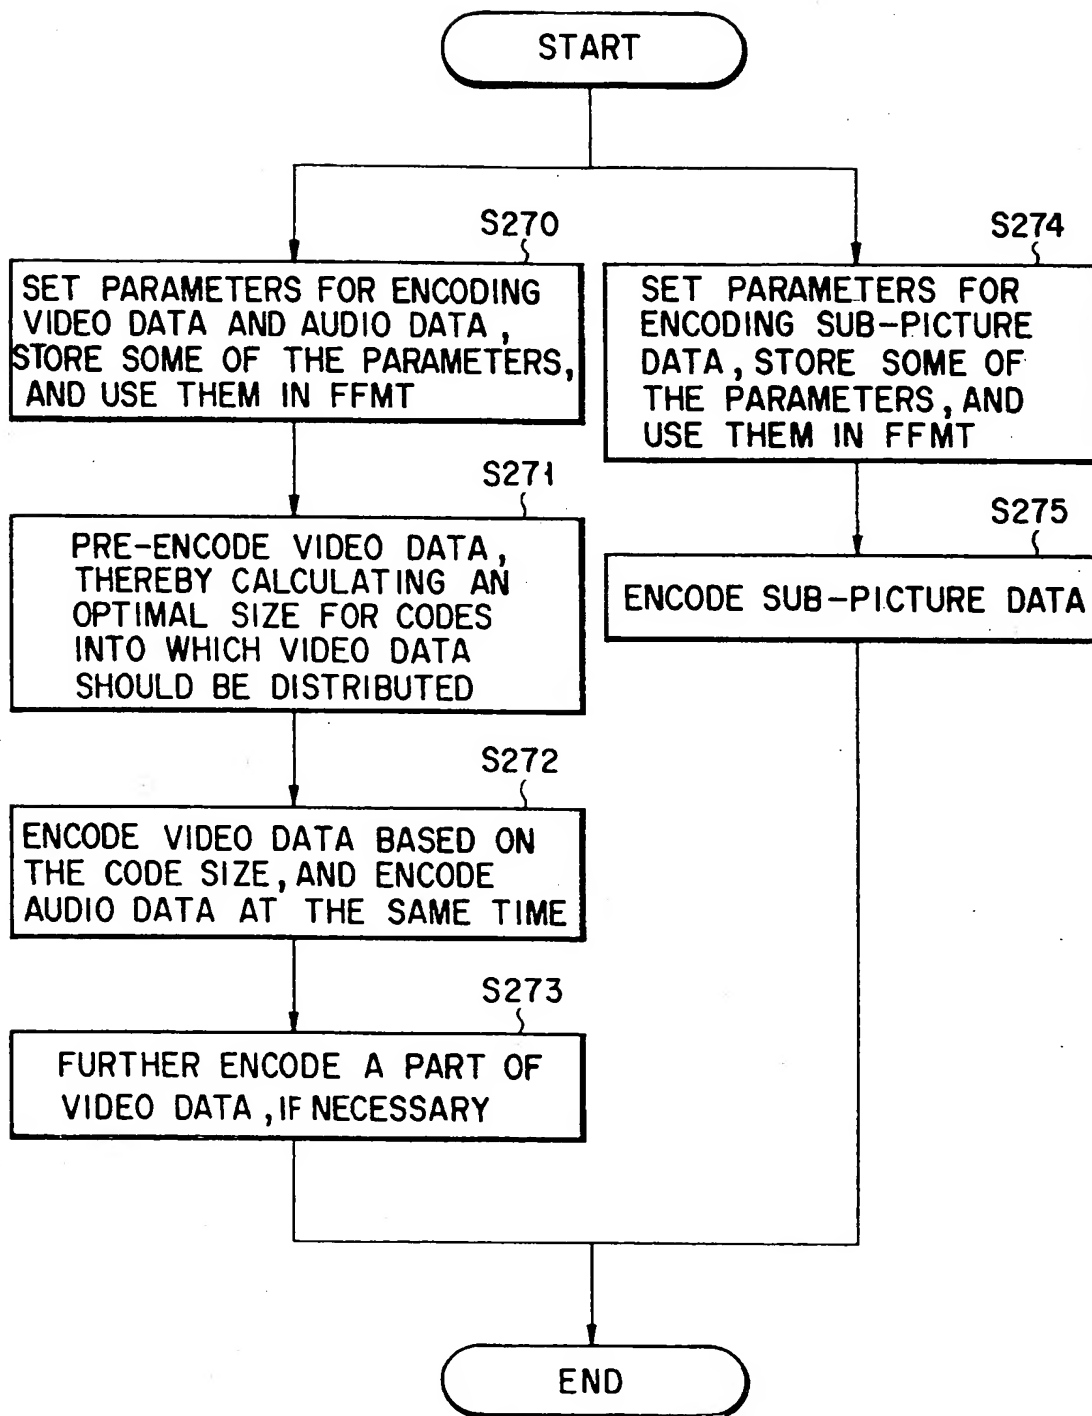 START
S270
SET PARAMETERS FOR ENCODING
VIDEO DATA AND AUDIO DATA,
STORE SOME OF THE PARAMETERS,
AND USE THEM IN FFMT
S271
PRE-ENCODE VIDEO DATA,
THEREBY CALCULATING AN
OPTIMAL SIZE FOR CODES
INTO WHICH VIDEO DATA
SHOULD BE DISTRIBUTED
S272
ENCODE VIDEO DATA BASED ON
THE CODE SIZE, AND ENCODE
AUDIO DATA AT THE SAME TIME
S273
FURTHER ENCODE A PART OF
VIDEO DATA, IF NECESSARY
S274
SET PARAMETERS FOR
ENCODING SUB-PICTURE
DATA, STORE SOME OF
THE PARAMETERS, AND
USE THEM IN FFMT
S275
ENCODE SUB-PICTURE DATA
END